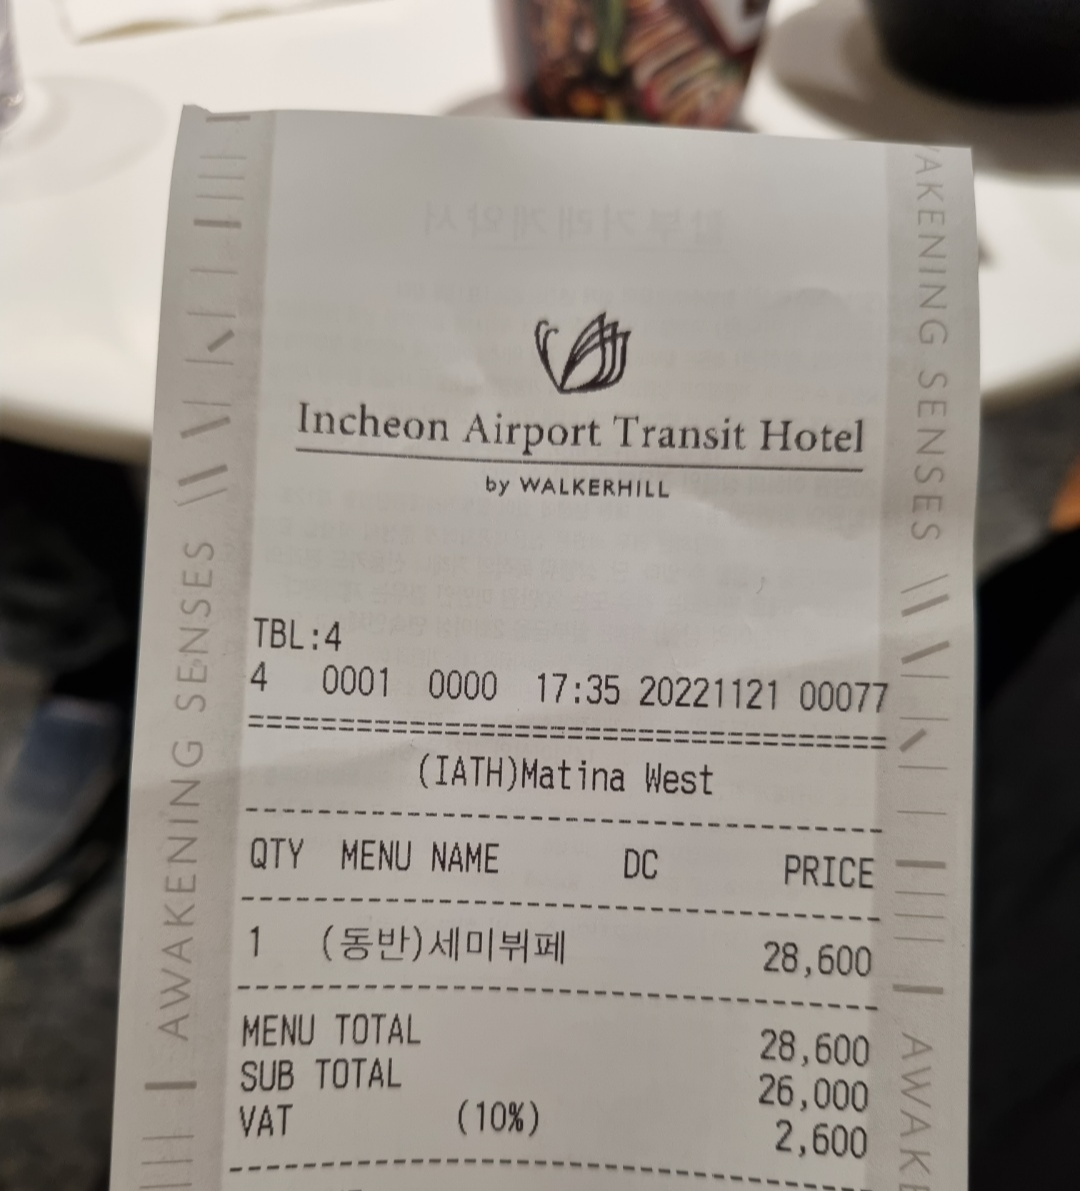 Incheon Airport Transit Hotel
by WALKERHILL
TBL:4
4 0001 0000 17:35 20221121 00077
=====================================
(IATH)Matina West
-------------------------------------
QTY MENU NAME DC PRICE
-------------------------------------
1 (동반)세미뷔페 28,600
-------------------------------------
MENU TOTAL 28,600
SUB TOTAL 26,000
VAT (10%) 2,600
-------------------------------------
AWAKENING SENSES
AKENING SENSES
AWAKE